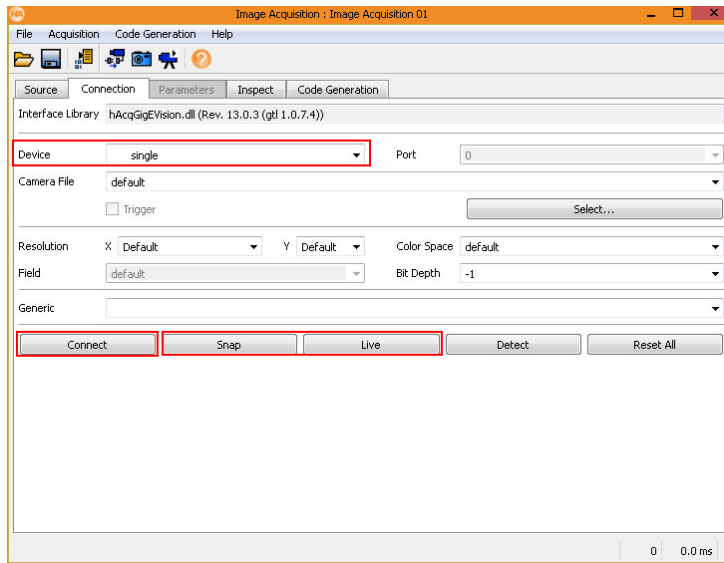 HA Image Acquisition : Image Acquisition 01
File Acquisition Code Generation Help
Source Connection Parameters Inspect Code Generation
Interface Library hAcqGigEVision.dll (Rev. 13.0.3 (gtl 1.0.7.4))
Device single Port 0
Camera File default
Trigger Select...
Resolution X Default Y Default Color Space default
Field default Bit Depth -1
Generic
Connect Snap Live Detect Reset All
0 0.0 ms